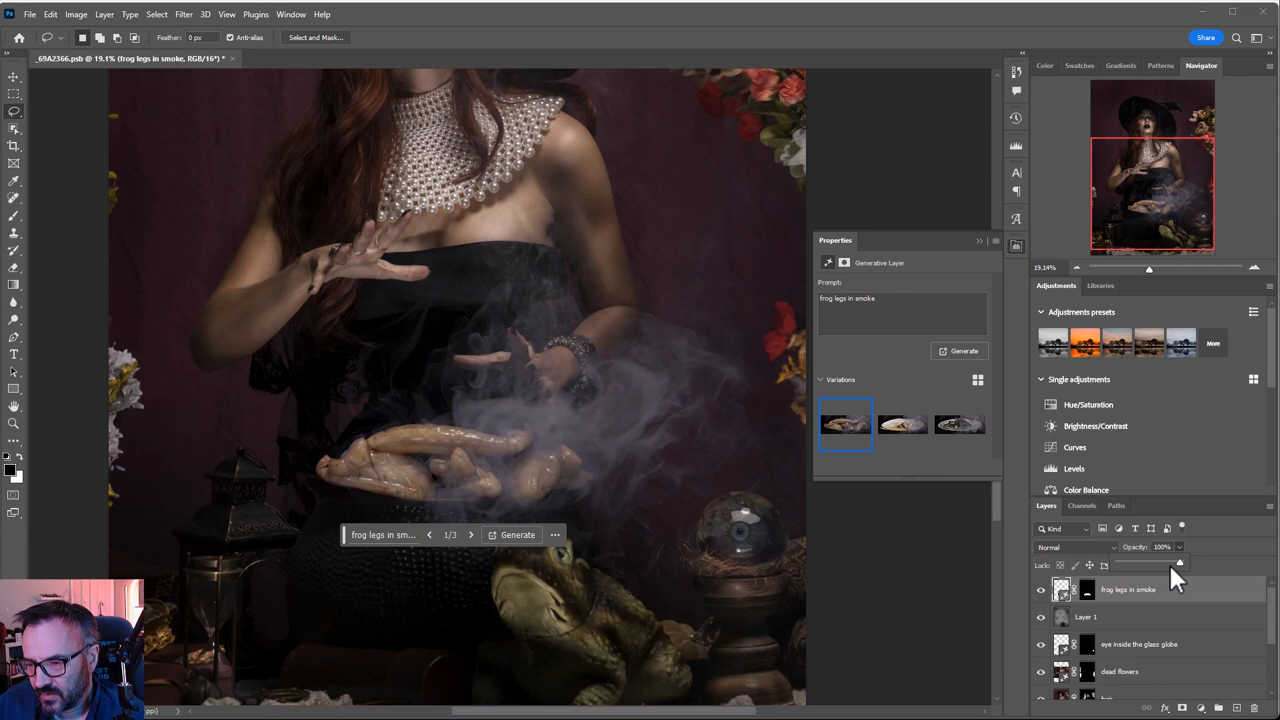 Ps File Edit Image Layer Type Select Filter 3D View Plugins Window Help
Feather: 0 px Anti-alias Select and Mask... Share
_69A2366.psb @ 19.1% (frog legs in smoke, RGB/16*) *
Color Swatches Gradients Patterns Navigator
19.14%
Properties
Generative Layer
Prompt:
frog legs in smoke
Generate
Variations
Adjustments Libraries
Adjustments presets
More
Single adjustments
Hue/Saturation
Brightness/Contrast
Curves
Levels
Color Balance
Layers Channels Paths
Kind
Normal Opacity: 100%
Lock:
frog legs in smoke
Layer 1
eye inside the glass globe
dead flowers
hair
frog legs in sm... 1/3 Generate
ppi)